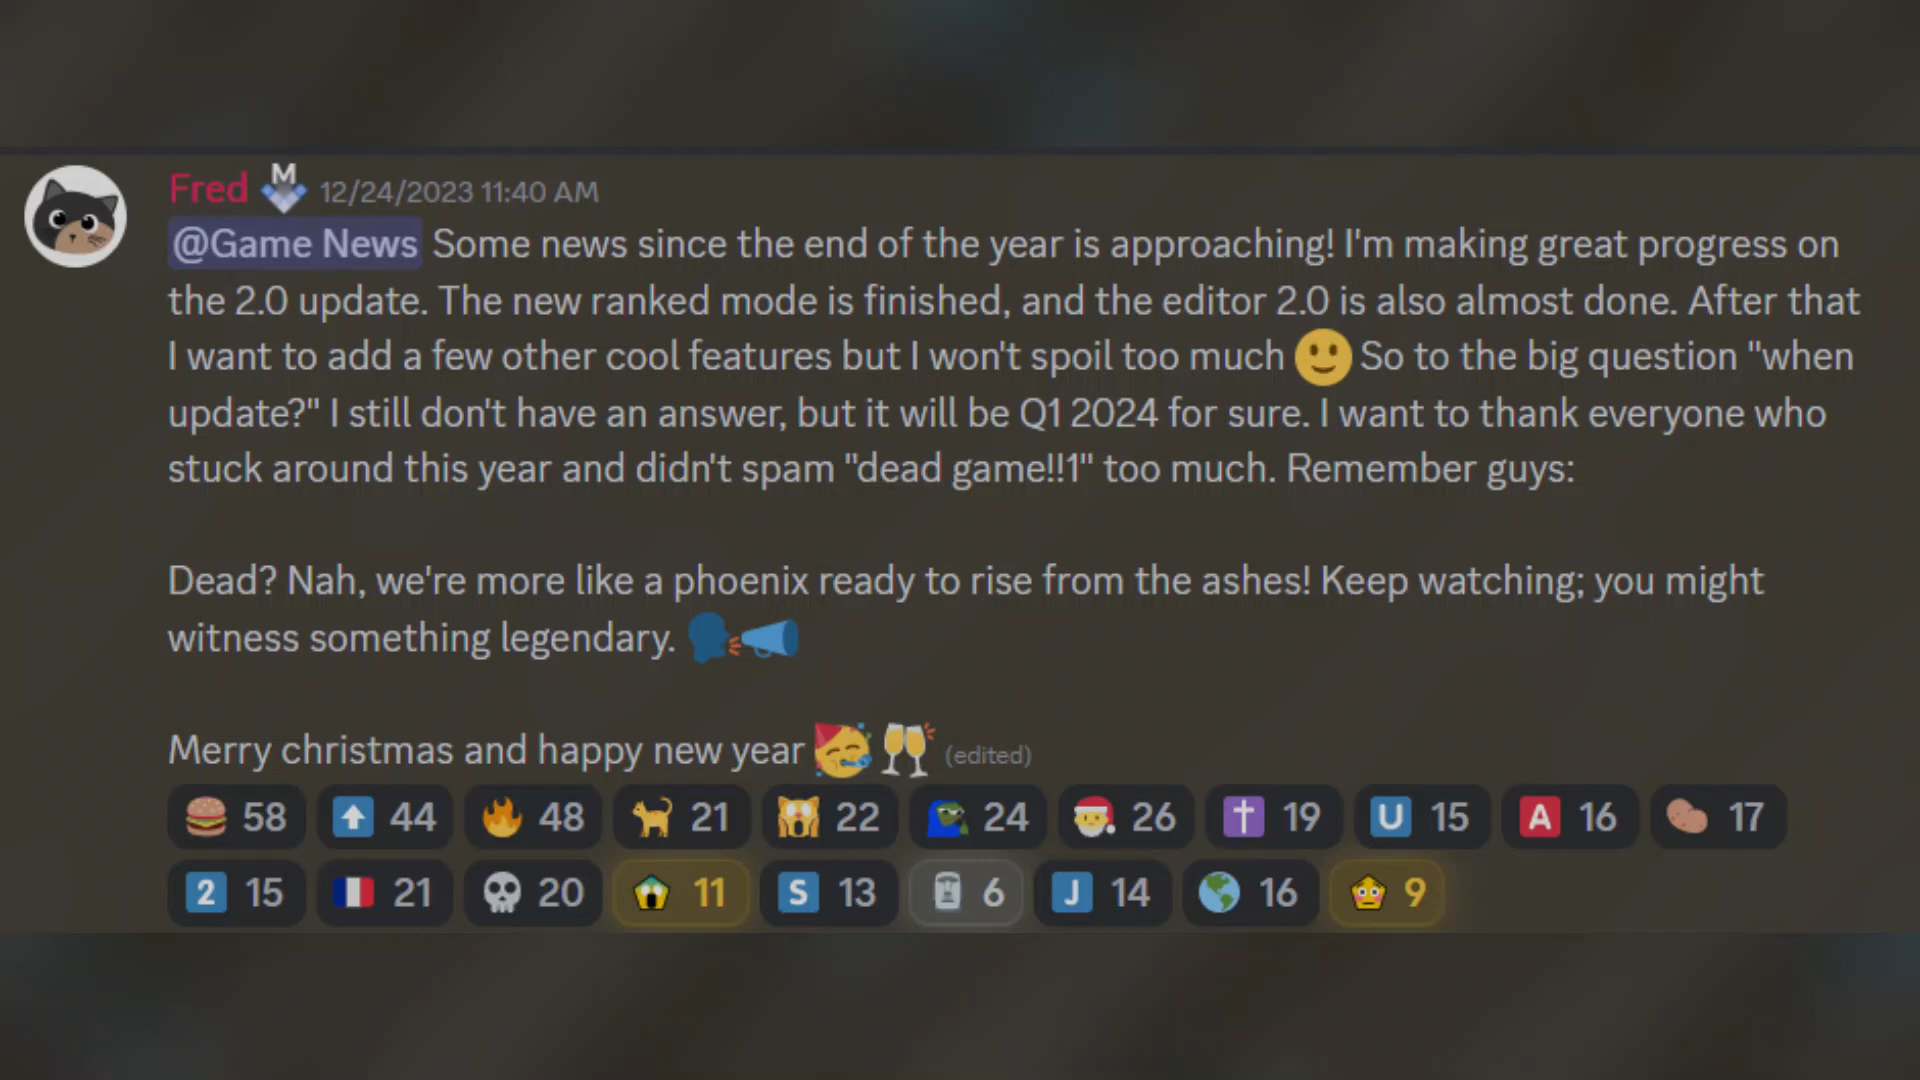 Fred M 12/24/2023 11:40 AM
@Game News Some news since the end of the year is approaching! I'm making great progress on
the 2.0 update. The new ranked mode is finished, and the editor 2.0 is also almost done. After that
I want to add a few other cool features but I won't spoil too much 🙂 So to the big question "when
update?" I still don't have an answer, but it will be Q1 2024 for sure. I want to thank everyone who
stuck around this year and didn't spam "dead game!!1" too much. Remember guys:
Dead? Nah, we're more like a phoenix ready to rise from the ashes! Keep watching; you might
witness something legendary.
Merry christmas and happy new year (edited)
58 44 48 21 22 24 26 19 U 15 A 16 17
2 15 21 20 11 S 13 6 J 14 16 9